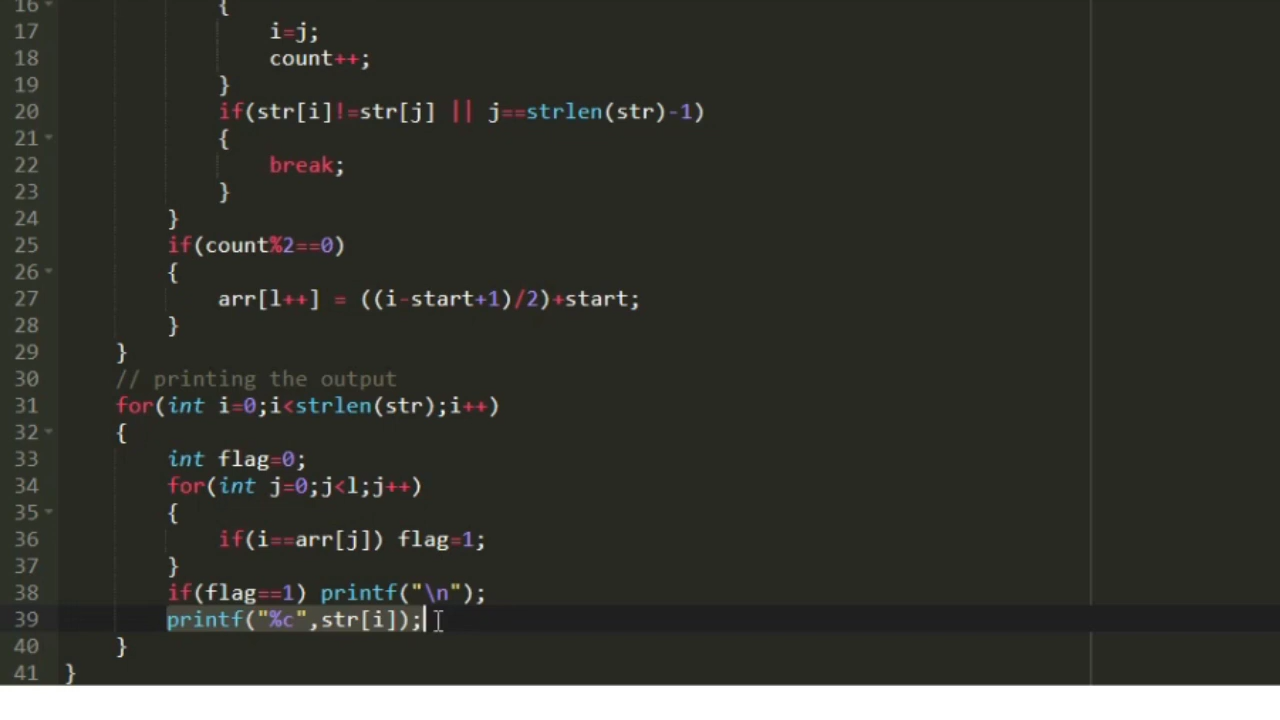 16 {
17 i=j;
18 count++;
19 }
20 if(str[i]!=str[j] || j==strlen(str)-1)
21 {
22 break;
23 }
24 }
25 if(count%2==0)
26 {
27 arr[l++] = ((i-start+1)/2)+start;
28 }
29 }
30 // printing the output
31 for(int i=0;i<strlen(str);i++)
32 {
33 int flag=0;
34 for(int j=0;j<l;j++)
35 {
36 if(i==arr[j]) flag=1;
37 }
38 if(flag==1) printf("\n");
39 printf("%c",str[i]);
40 }
41 }